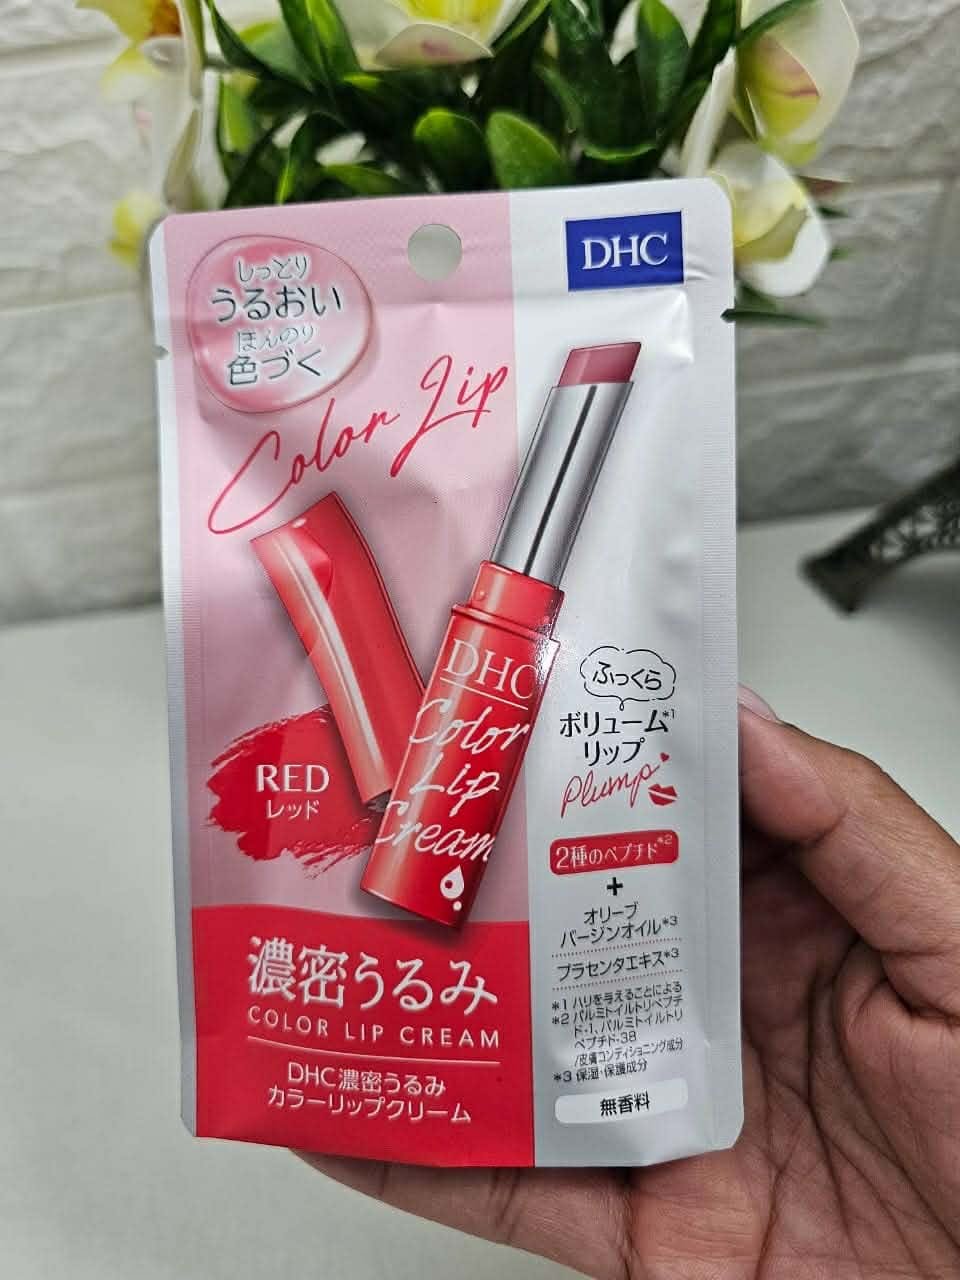 DHC
しっとり
うるおい
ほんのり
色づく
Color Lip
DHC
Color
Lip
Cream
RED
レッド
ふっくら
ボリューム*1
リップ
Plump
2種のペプチド*2
+
オリーブ
バージンオイル*3
プラセンタエキス*3
*1 ハリを与えることによる
*2 パルミトイルトリペプチ
ド-1、パルミトイルトリ
ペプチド-38
/皮膚コンディショニング成分
*3 保湿・保護成分
無香料
濃密うるみ
COLOR LIP CREAM
DHC濃密うるみ
カラーリップクリーム